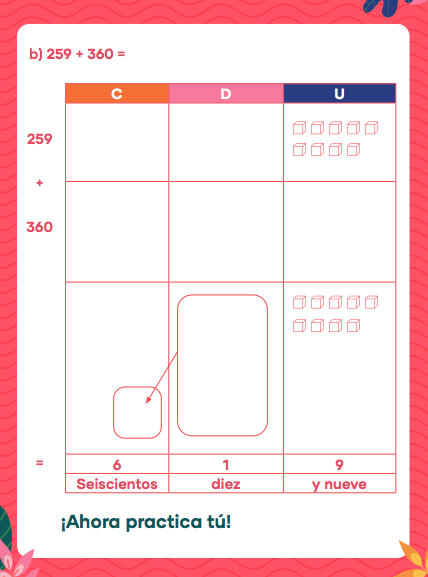 b) 259 + 360 =
C D U
259
+
360
= 6 1 9
Seiscientos diez y nueve
¡Ahora practica tú!